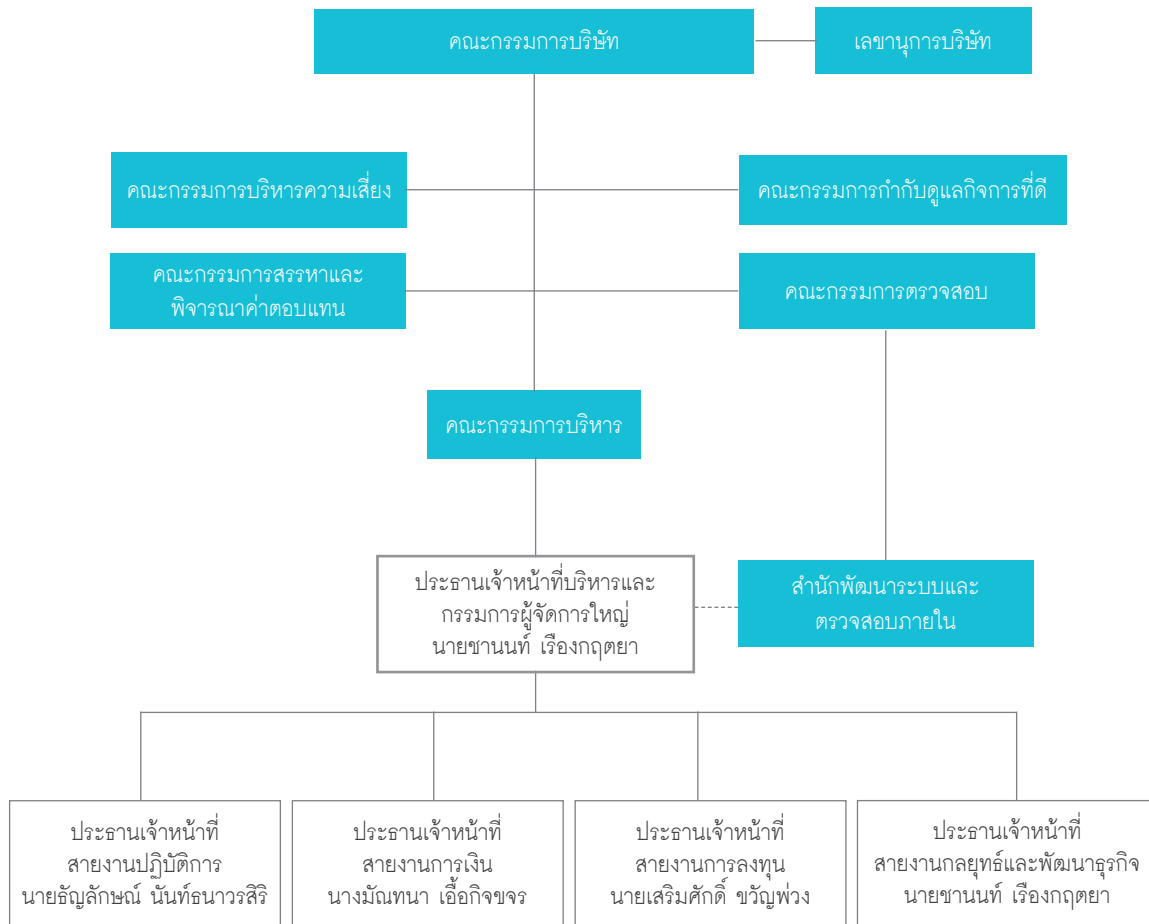 คณะกรรมการบริษัท
เลขานุการบริษัท
คณะกรรมการบริหารความเสี่ยง
คณะกรรมการกำกับดูแลกิจการที่ดี
คณะกรรมการสรรหาและ
พิจารณาค่าตอบแทน
คณะกรรมการตรวจสอบ
คณะกรรมการบริหาร
ประธานเจ้าหน้าที่บริหารและ
กรรมการผู้จัดการใหญ่
นายชานนท์ เรืองกฤตยา
สำนักพัฒนาระบบและ
ตรวจสอบภายใน
ประธานเจ้าหน้าที่
สายงานปฏิบัติการ
นายธัญลักษณ์ นันท์ธนาวรสิริ
ประธานเจ้าหน้าที่
สายงานการเงิน
นางมัณทนา เอื้อกิจขจร
ประธานเจ้าหน้าที่
สายงานการลงทุน
นายเสริมศักดิ์ ขวัญพ่วง
ประธานเจ้าหน้าที่
สายงานกลยุทธ์และพัฒนาธุรกิจ
นายชานนท์ เรืองกฤตยา